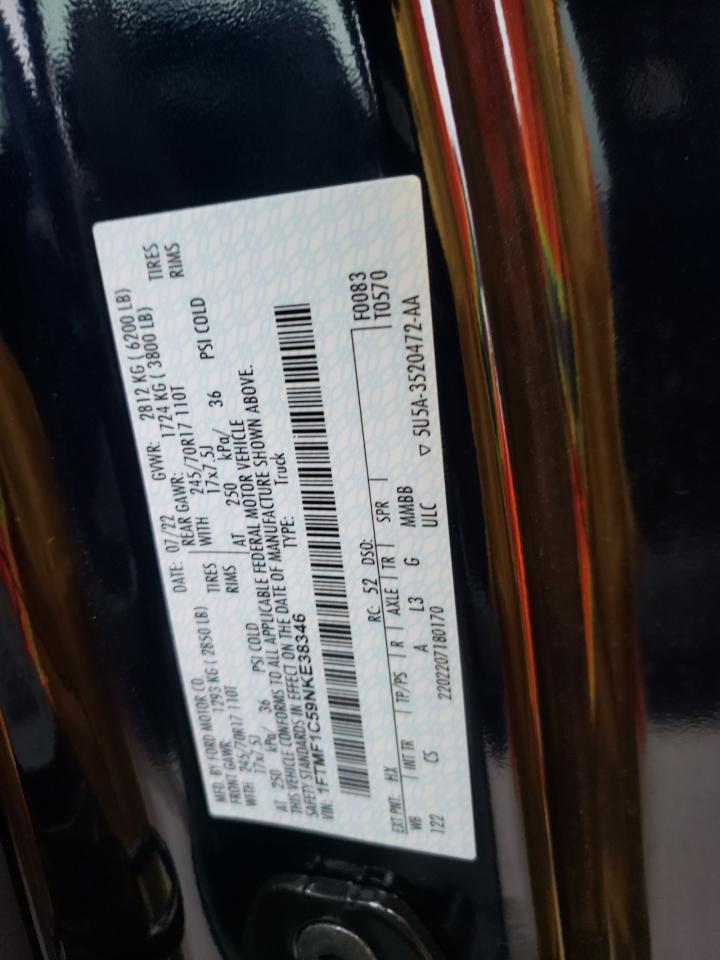 MFD. BY FORD MOTOR CO.
DATE: 07/22 GVWR: 2812 KG ( 6200 LB)
FRONT GAWR: 1293 KG ( 2850 LB) REAR GAWR: 1724 KG ( 3800 LB)
WITH 245/70R17 110T TIRES WITH 245/70R17 110T TIRES
17x7.5J RIMS 17x7.5J RIMS
AT 250 kPa/ 36 PSI COLD AT 250 kPa/ 36 PSI COLD
THIS VEHICLE CONFORMS TO ALL APPLICABLE FEDERAL MOTOR VEHICLE
SAFETY STANDARDS IN EFFECT ON THE DATE OF MANUFACTURE SHOWN ABOVE.
VIN: 1FTMF1C59NKE38346 TYPE: Truck
F0083
EXT PNT: HX RC: 52 DSO: T0570
WB INT TR TP/PS R AXLE TR SPR
122 CS A L3 G MMBB
2202207180170 ULC ▽ 5U5A-3520472-AA